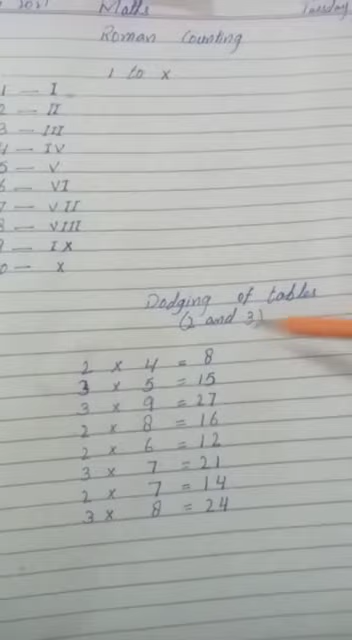 2021 Maths Tuesday
Roman Counting
1 to x
1 — I
2 — II
3 — III
4 — IV
5 — V
6 — VI
7 — VII
8 — VIII
9 — IX
0 — X
Dodging of tables
(2 and 3)
2 × 4 = 8
3 × 5 = 15
3 × 9 = 27
2 × 8 = 16
2 × 6 = 12
3 × 7 = 21
2 × 7 = 14
3 × 8 = 24